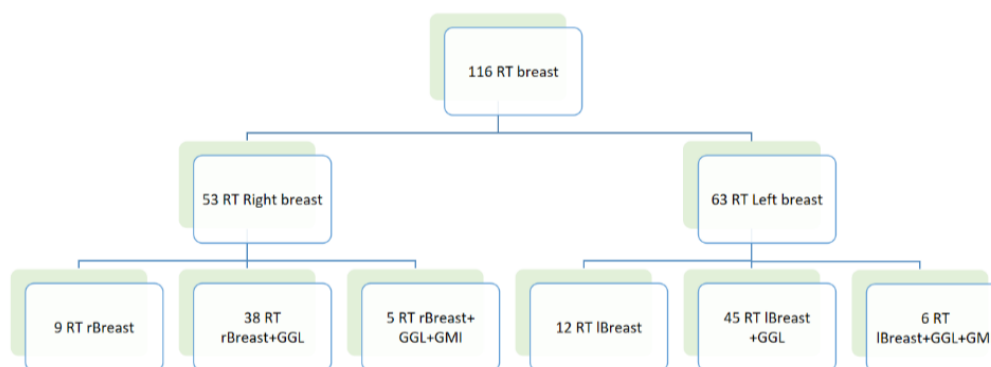 116 RT breast
53 RT Right breast
63 RT Left breast
9 RT rBreast
38 RT
rBreast+GGL
5 RT rBreast+
GGL+GMI
12 RT lBreast
45 RT lBreast
+GGL
6 RT
lBreast+GGL+GM